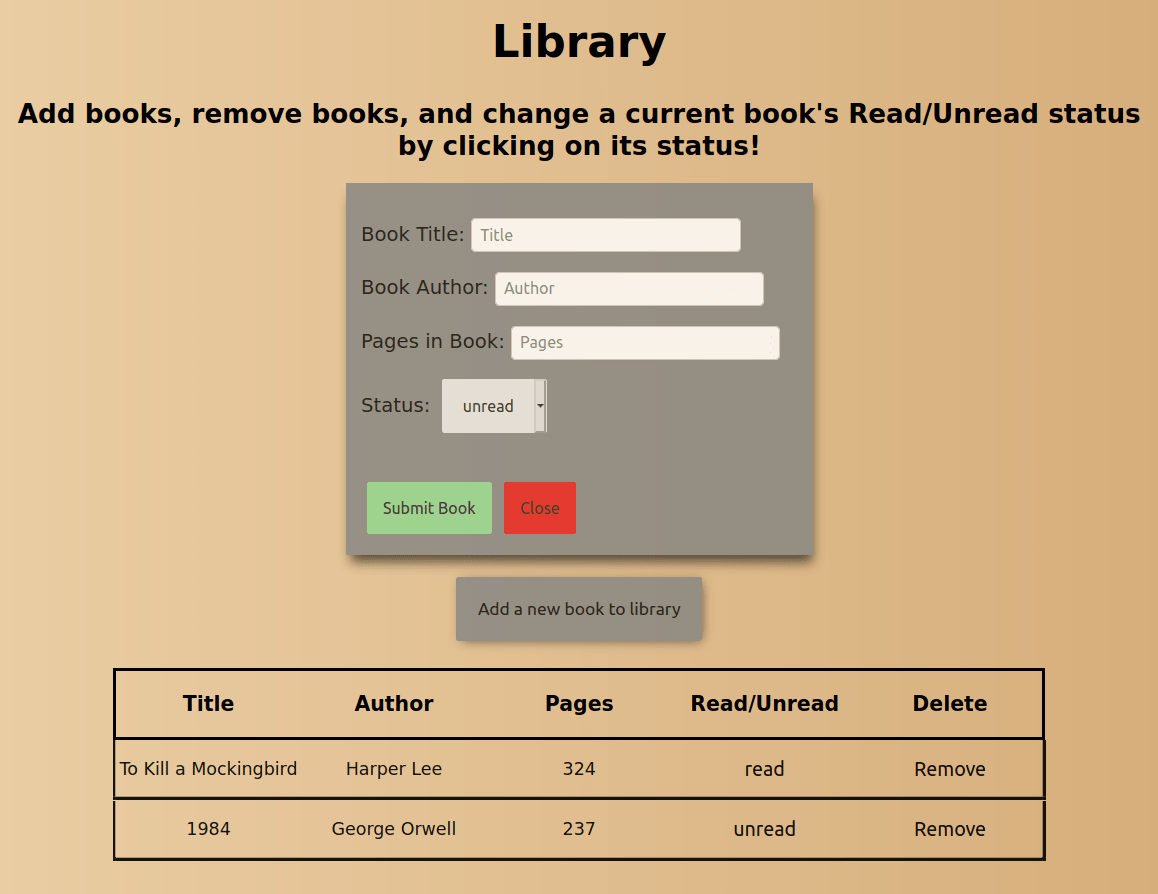 Library
Add books, remove books, and change a current book's Read/Unread status
by clicking on its status!
Book Title: Title
Book Author: Author
Pages in Book: Pages
Status: unread
Submit Book Close
Add a new book to library
Title Author Pages Read/Unread Delete
To Kill a Mockingbird Harper Lee 324 read Remove
1984 George Orwell 237 unread Remove